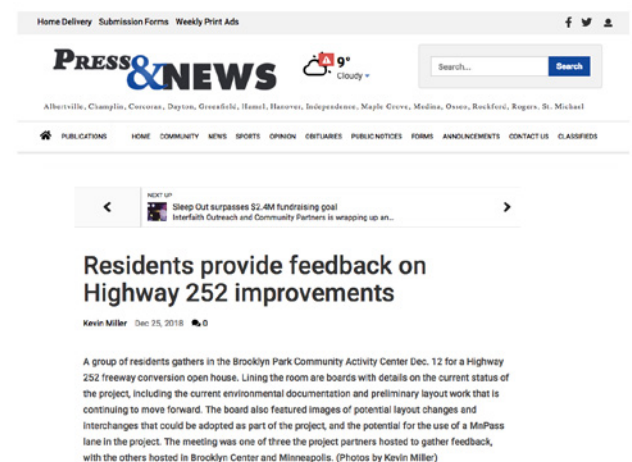 Home Delivery Submission Forms Weekly Print Ads
PRESS & NEWS
9°
Cloudy
Search...
Search
Albertville, Champlin, Corcoran, Dayton, Greenfield, Hamel, Hanover, Independence, Maple Grove, Medina, Osseo, Rockford, Rogers, St. Michael
PUBLICATIONS HOME COMMUNITY NEWS SPORTS OPINION OBITUARIES PUBLIC NOTICES FORMS ANNOUNCEMENTS CONTACT US CLASSIFIEDS
NEXT UP
Sleep Out surpasses $2.4M fundraising goal
Interfaith Outreach and Community Partners is wrapping up an...
Residents provide feedback on
Highway 252 improvements
Kevin Miller Dec 25, 2018 0
A group of residents gathers in the Brooklyn Park Community Activity Center Dec. 12 for a Highway
252 freeway conversion open house. Lining the room are boards with details on the current status of
the project, including the current environmental documentation and preliminary layout work that is
continuing to move forward. The board also featured images of potential layout changes and
interchanges that could be adopted as part of the project, and the potential for the use of a MnPass
lane in the project. The meeting was one of three the project partners hosted to gather feedback,
with the others hosted in Brooklyn Center and Minneapolis. (Photos by Kevin Miller)